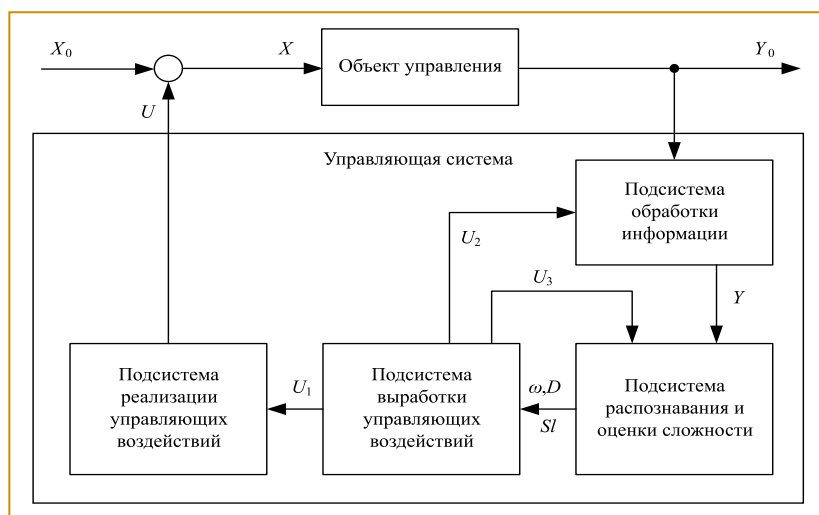 X₀
X
Объект управления
Y₀
U
Управляющая система
Подсистема
обработки
информации
U₂
U₃
Y
Подсистема
реализации
управляющих
воздействий
U₁
Подсистема
выработки
управляющих
воздействий
ω,D
Sl
Подсистема
распознавания и
оценки сложности